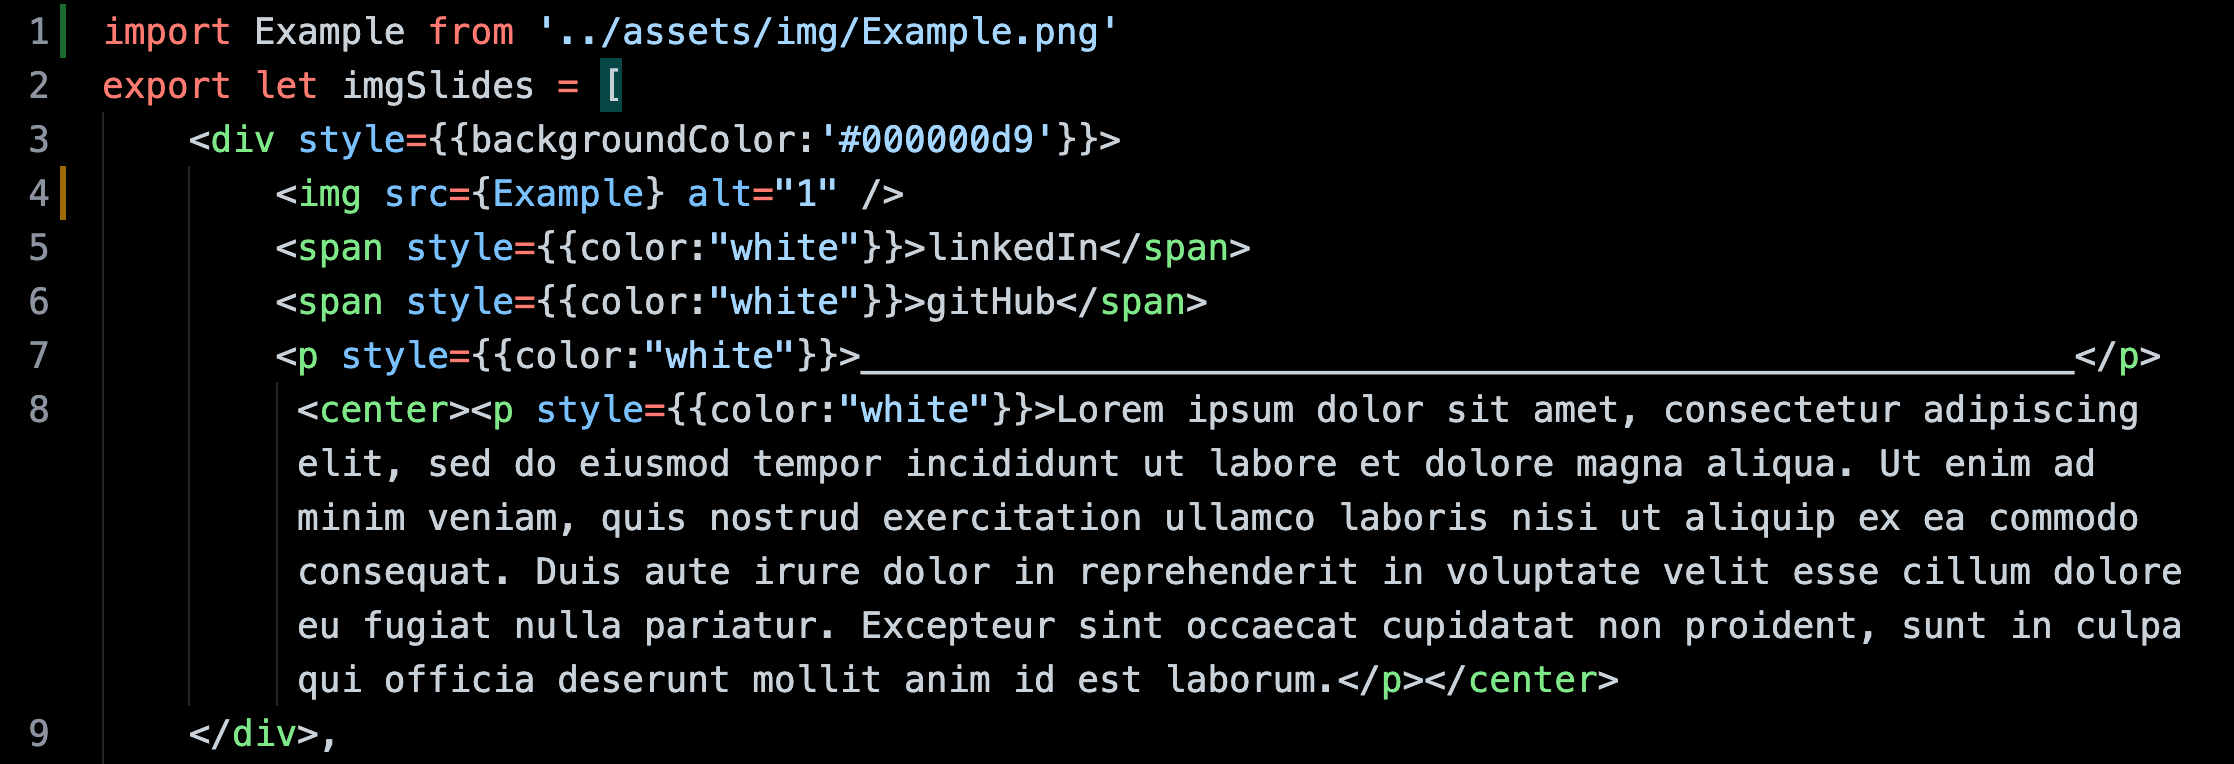 1 import Example from '../assets/img/Example.png'
2 export let imgSlides = [
3 <div style={{backgroundColor:'#000000d9'}}>
4 <img src={Example} alt="1" />
5 <span style={{color:"white"}}>linkedIn</span>
6 <span style={{color:"white"}}>gitHub</span>
7 <p style={{color:"white"}}>________________________________________________________</p>
8 <center><p style={{color:"white"}}>Lorem ipsum dolor sit amet, consectetur adipiscing
elit, sed do eiusmod tempor incididunt ut labore et dolore magna aliqua. Ut enim ad
minim veniam, quis nostrud exercitation ullamco laboris nisi ut aliquip ex ea commodo
consequat. Duis aute irure dolor in reprehenderit in voluptate velit esse cillum dolore
eu fugiat nulla pariatur. Excepteur sint occaecat cupidatat non proident, sunt in culpa
qui officia deserunt mollit anim id est laborum.</p></center>
9 </div>,